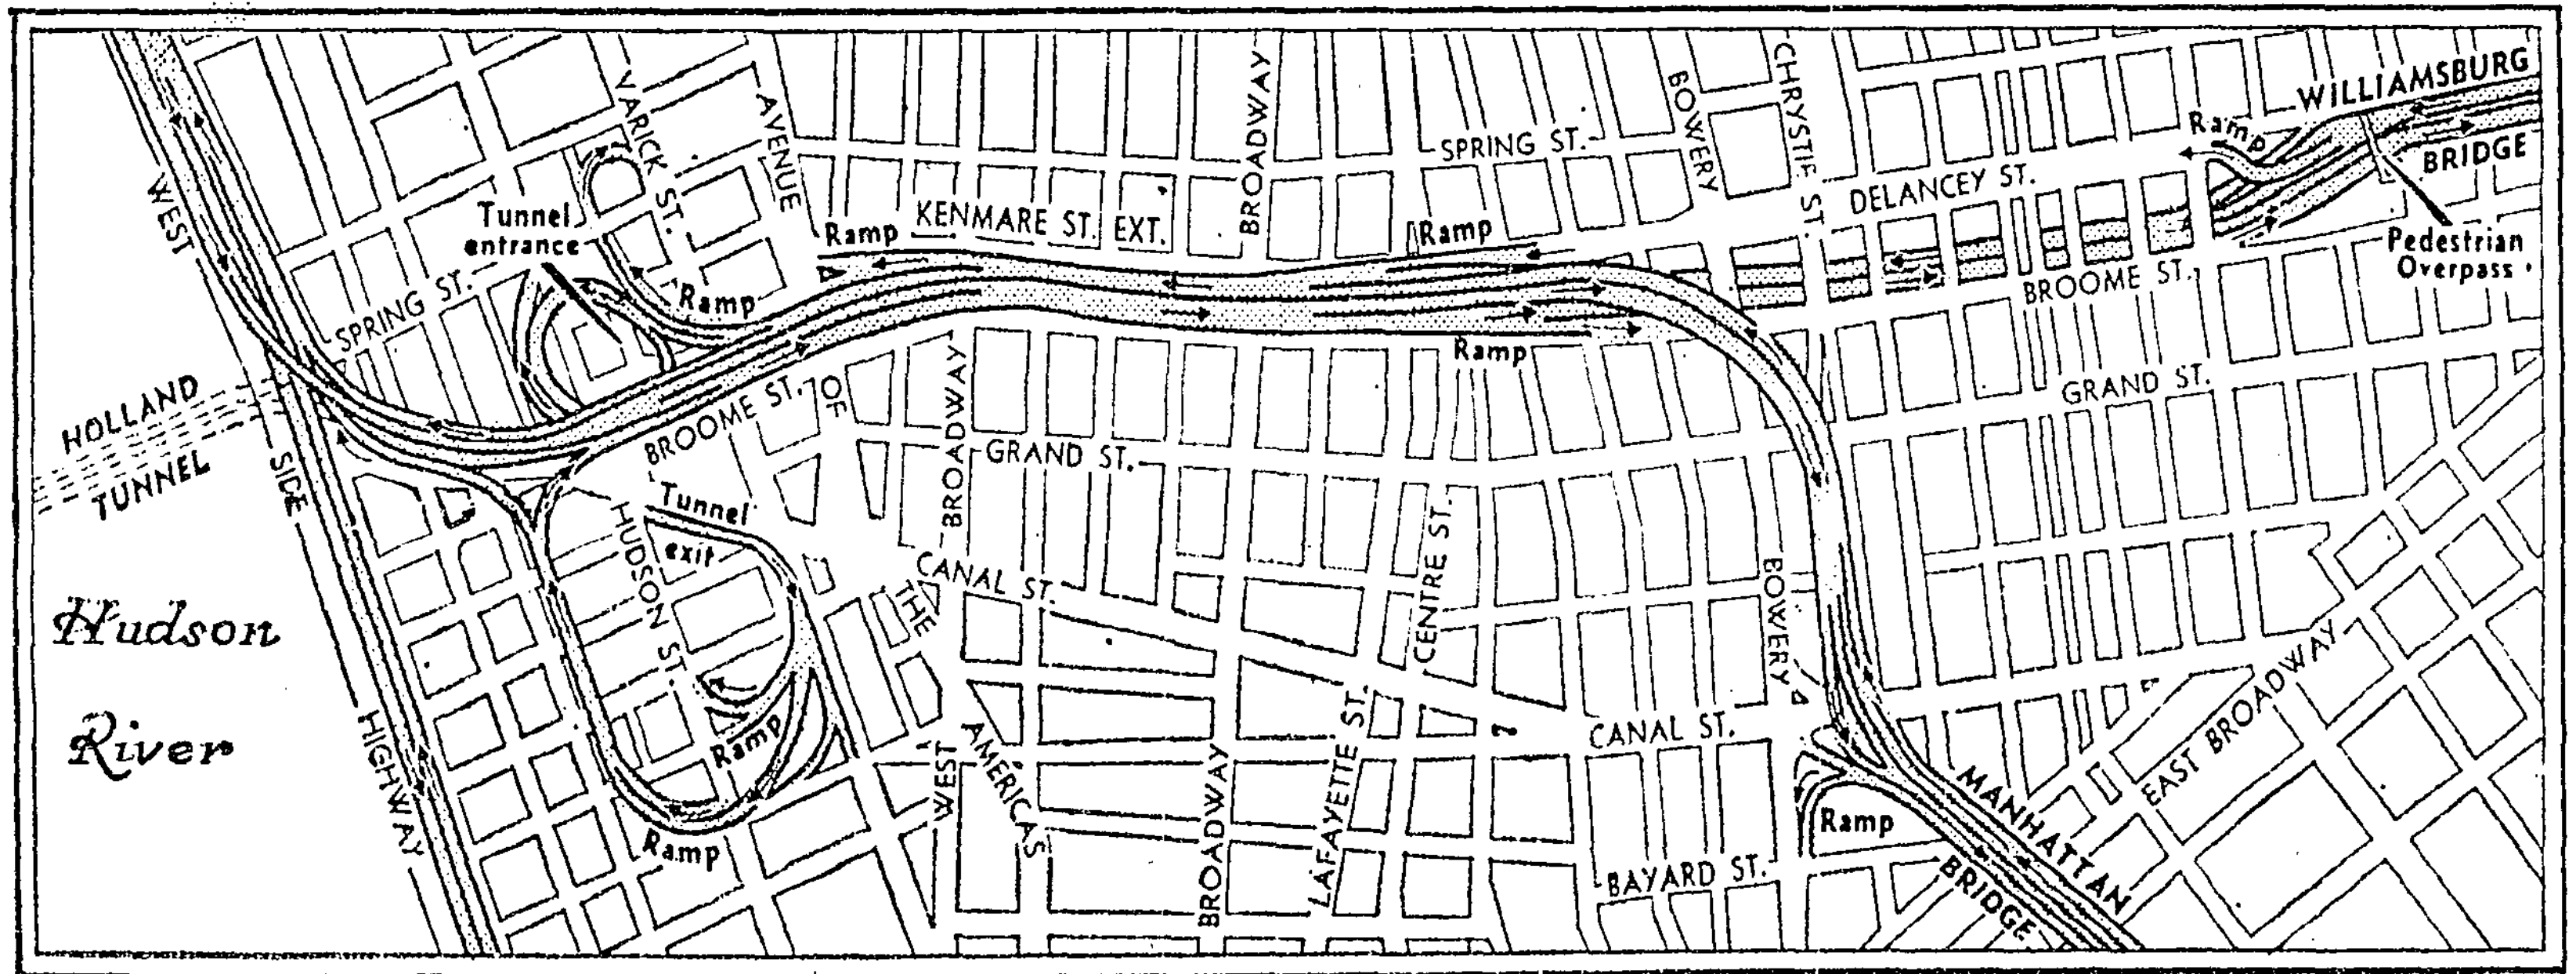 WILLIAMSBURG
BRIDGE
Ramp
Pedestrian
Overpass
VARICK ST.
AVENUE
OF
THE
AMERICAS
BROADWAY
SPRING ST.
BOWERY
CHRYSTIE ST.
DELANCEY ST.
BROOME ST.
WEST
SIDE
HIGHWAY
Tunnel
entrance
Ramp
Ramp
KENMARE ST. EXT.
Ramp
Ramp
SPRING ST.
HOLLAND
TUNNEL
BROOME ST.
WEST
BROADWAY
GRAND ST.
GRAND ST.
Tunnel
exit
HUDSON ST.
CANAL ST.
CENTRE ST.
BOWERY
Hudson
River
Ramp
Ramp
BROADWAY
LAFAYETTE ST.
CANAL ST.
EAST BROADWAY
Ramp
BAYARD ST.
MANHATTAN
BRIDGE